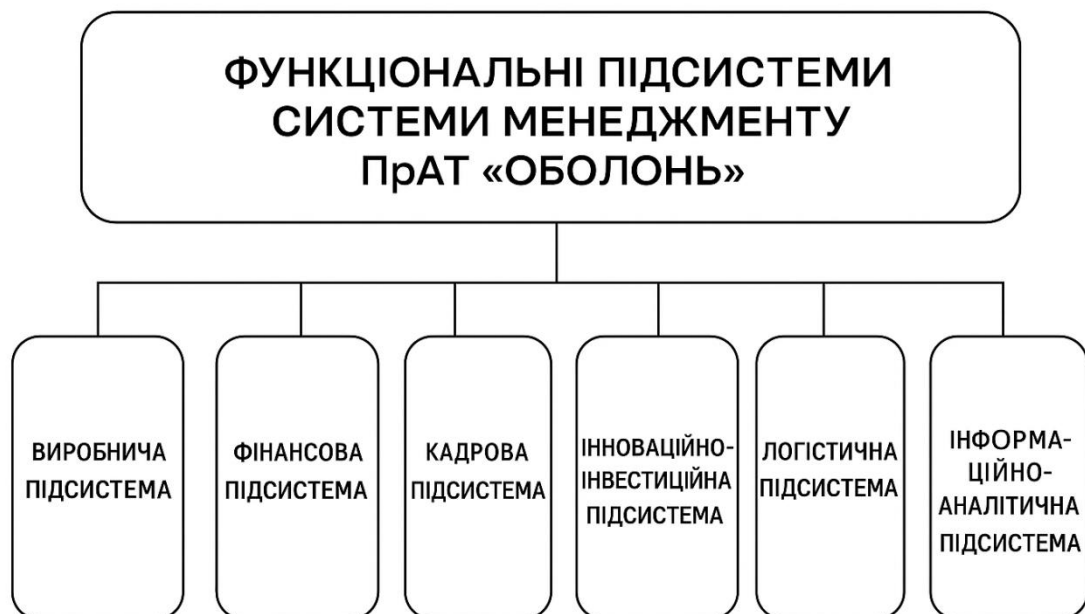 ФУНКЦІОНАЛЬНІ ПІДСИСТЕМИ
СИСТЕМИ МЕНЕДЖМЕНТУ
ПрАТ «ОБОЛОНЬ»
ВИРОБНИЧА
ПІДСИСТЕМА
ФІНАНСОВА
ПІДСИСТЕМА
КАДРОВА
ПІДСИСТЕМА
ІННОВАЦІЙНО-
ІНВЕСТИЦІЙНА
ПІДСИСТЕМА
ЛОГІСТИЧНА
ПІДСИСТЕМА
ІНФОРМА-
ЦІЙНО-
АНАЛІТИЧНА
ПІДСИСТЕМА